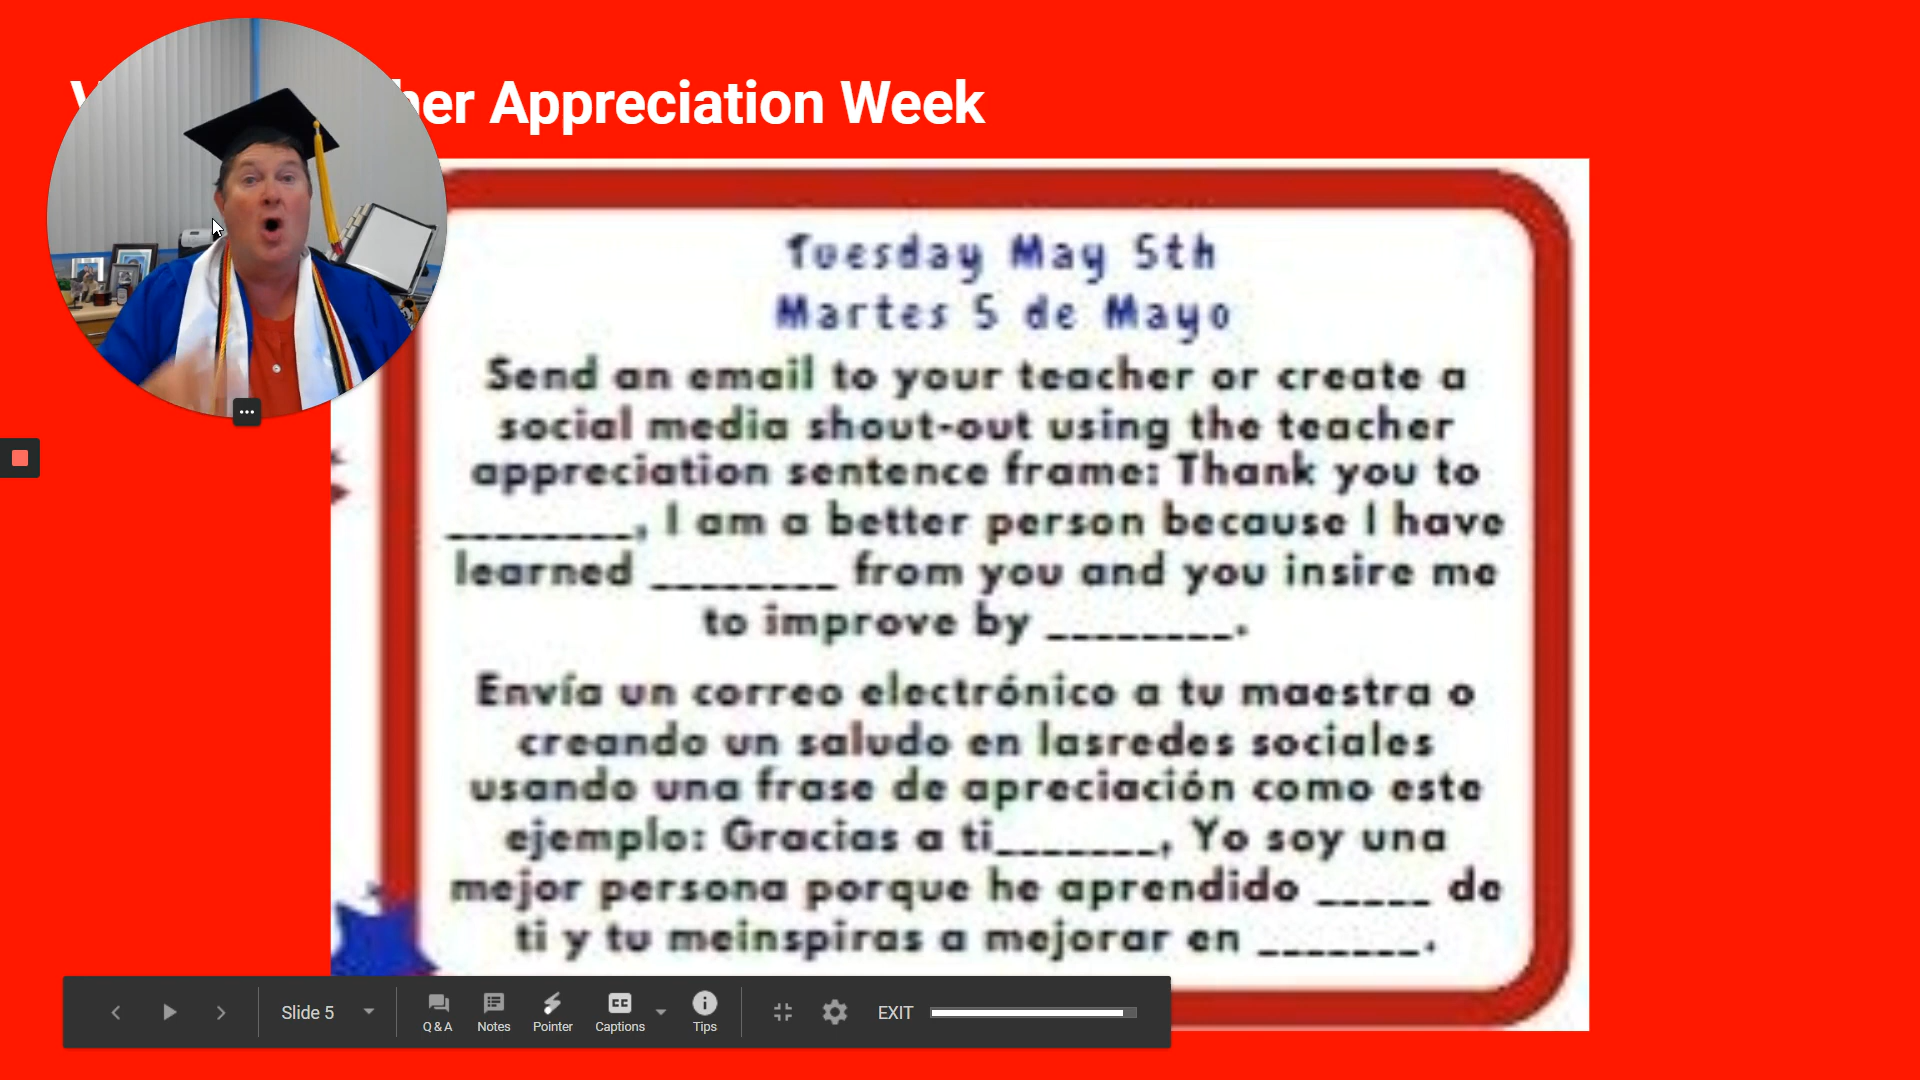 Appreciation Week
Tuesday May 5th
Martes 5 de Mayo
Send an email to your teacher or create a
social media shout-out using the teacher
appreciation sentence frame: Thank you to
________, I am a better person because I have
learned ________ from you and you insire me
to improve by ________.
Envía un correo electrónico a tu maestra o
creando un saludo en lasredes sociales
usando una frase de apreciación como este
ejemplo: Gracias a ti_______, Yo soy una
mejor persona porque he aprendido _____ de
ti y tu meinspiras a mejorar en _______.
Slide 5
Q&A
Notes
Pointer
CC
Captions
Tips
EXIT